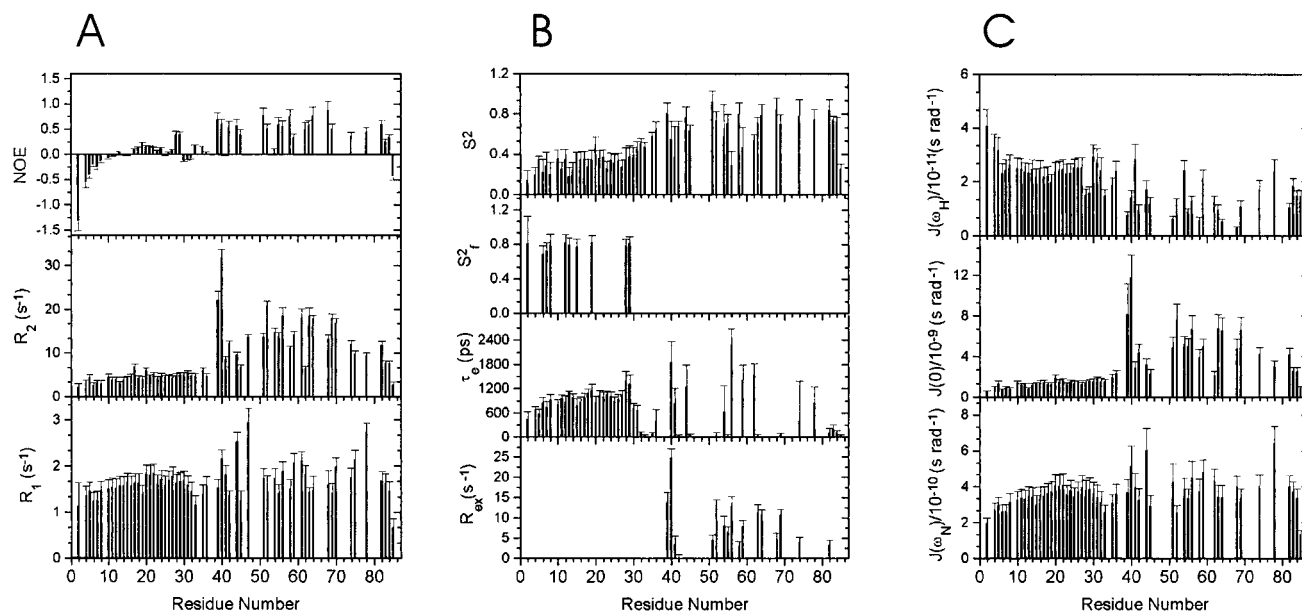 A
B
C
NOE
1.5
1.0
0.5
0.0
-0.5
-1.0
-1.5
R2 (s-1)
30
20
10
0
R1 (s-1)
3
2
1
0
0 10 20 30 40 50 60 70 80
Residue Number
S2
1.2
0.8
0.4
0.0
S2f
1.2
0.8
0.4
0.0
τe (ps)
2400
1800
1200
600
0
Rex (s-1)
25
20
15
10
5
0
0 10 20 30 40 50 60 70 80
Residue Number
J(ωH)/10-11(s rad-1)
6
4
2
0
J(0)/10-9 (s rad-1)
12
8
4
0
J(ωN)/10-10 (s rad-1)
8
6
4
2
0
0 10 20 30 40 50 60 70 80
Residue Number